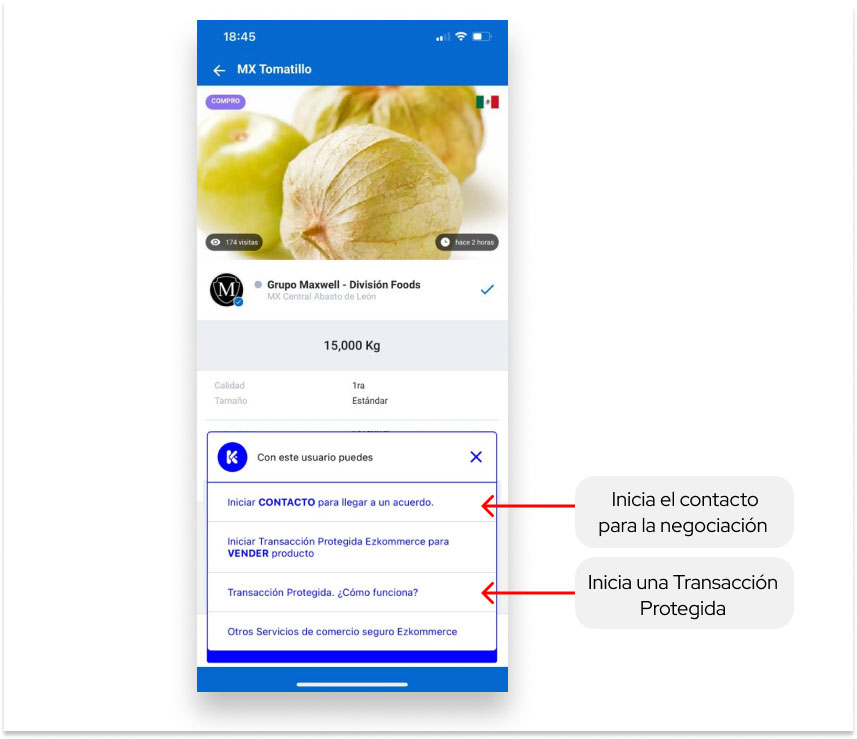 18:45
MX Tomatillo
COMPRO
174 visitas
hace 2 horas
M
Grupo Maxwell - División Foods
MX Central Abasto de León
15,000 Kg
Calidad 1ra
Tamaño Estándar
Con este usuario puedes
Iniciar CONTACTO para llegar a un acuerdo.
Iniciar Transacción Protegida Ezkommerce para
VENDER producto
Transacción Protegida. ¿Cómo funciona?
Otros Servicios de comercio seguro Ezkommerce
Inicia el contacto
para la negociación
Inicia una Transacción
Protegida